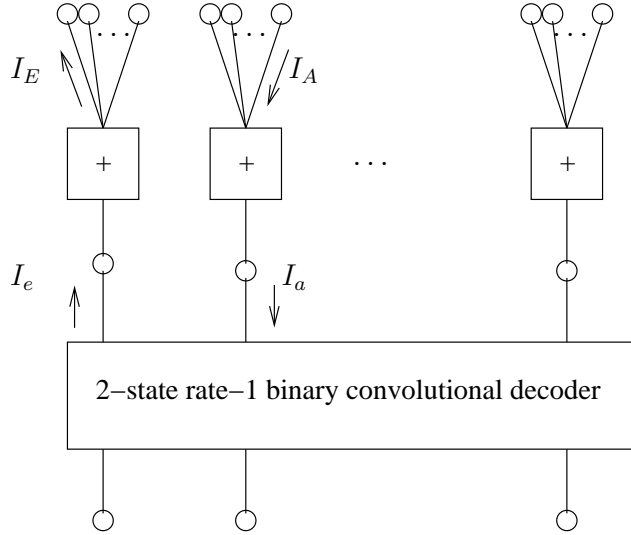 . . . . . . . . .
I_E I_A
+ + . . . +
I_e I_a
2−state rate−1 binary convolutional decoder